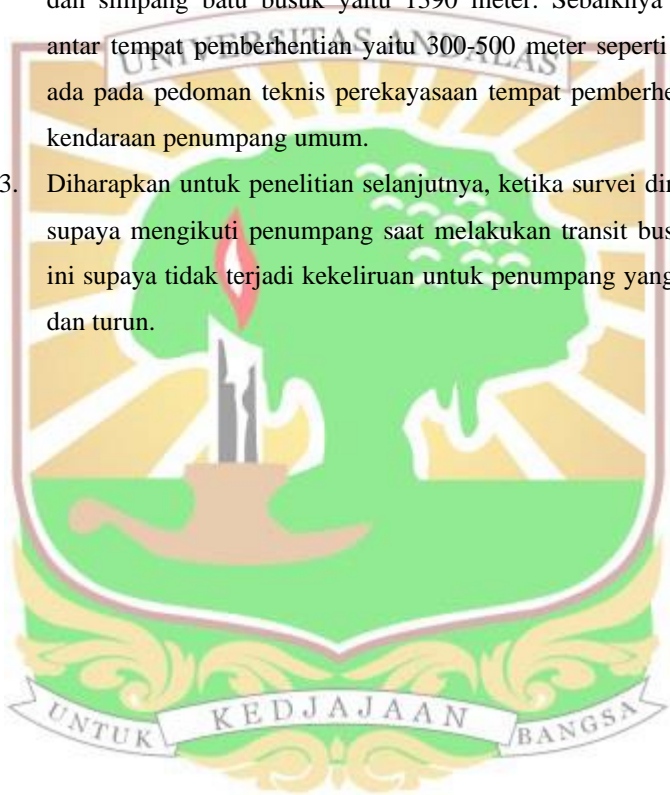 dan simpang batu busuk yaitu 1390 meter. Sebaiknya
antar tempat pemberhentian yaitu 300-500 meter seperti
UNIVERSITAS ANDALAS
ada pada pedoman teknis perekayasaan tempat pemberhe
kendaraan penumpang umum.
3. Diharapkan untuk penelitian selanjutnya, ketika survei din
supaya mengikuti penumpang saat melakukan transit bus
ini supaya tidak terjadi kekeliruan untuk penumpang yang
dan turun.
UNTUK KEDJAJAAN BANGSA